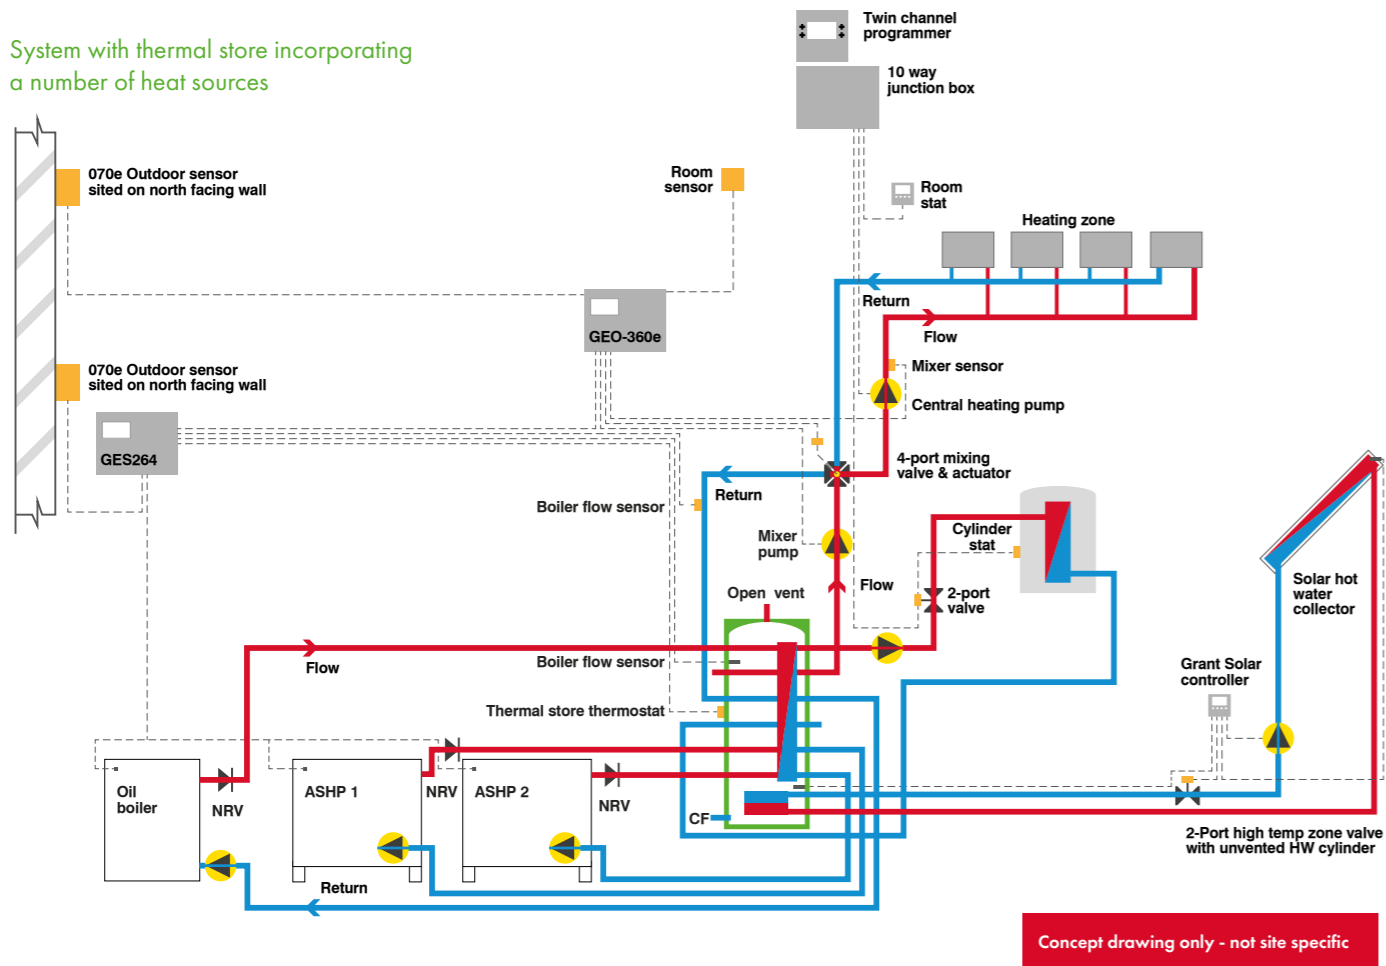 System with thermal store incorporating
a number of heat sources
Twin channel
programmer
10 way
junction box
070e Outdoor sensor
sited on north facing wall
Room
sensor
Room
stat
Heating zone
Return
Flow
GEO-360e
Mixer sensor
Central heating pump
070e Outdoor sensor
sited on north facing wall
GES264
4-port mixing
valve & actuator
Return
Boiler flow sensor
Mixer
pump
Cylinder
stat
Flow
2-port
valve
Open vent
Solar hot
water
collector
Flow
Boiler flow sensor
Grant Solar
controller
Thermal store thermostat
Oil
boiler
NRV
ASHP 1
NRV
ASHP 2
NRV
CF
2-Port high temp zone valve
with unvented HW cylinder
Return
Concept drawing only - not site specific